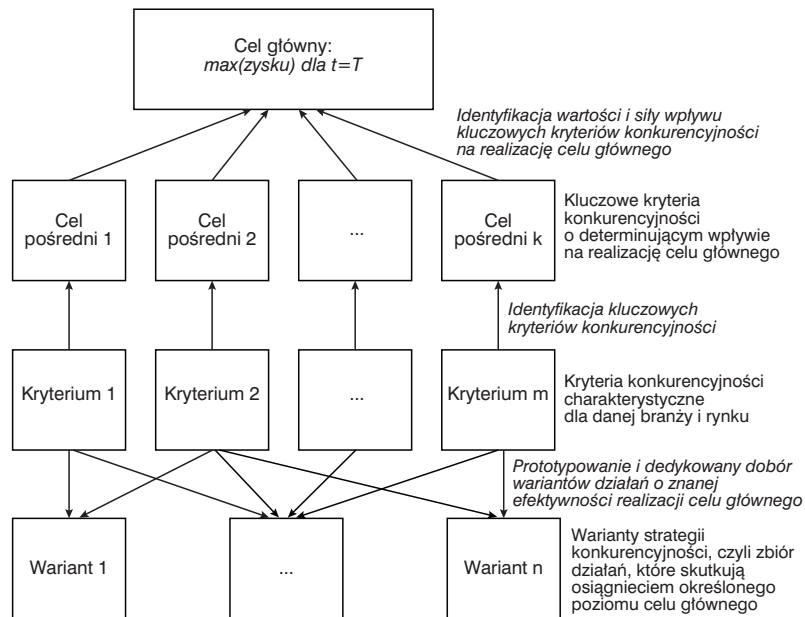 Cel główny:
max(zysku) dla t=T
Identyfikacja wartości i siły wpływu
kluczowych kryteriów konkurencyjności
na realizację celu głównego
Cel
pośredni 1
Cel
pośredni 2
...
Cel
pośredni k
Kluczowe kryteria
konkurencyjności
o determinującym wpływie
na realizację celu głównego
Identyfikacja kluczowych
kryteriów konkurencyjności
Kryterium 1
Kryterium 2
...
Kryterium m
Kryteria konkurencyjności
charakterystyczne
dla danej branży i rynku
Prototypowanie i dedykowany dobór
wariantów działań o znanej
efektywności realizacji celu głównego
Wariant 1
...
Wariant n
Warianty strategii
konkurencyjności, czyli zbiór
działań, które skutkują
osiągnieciem określonego
poziomu celu głównego